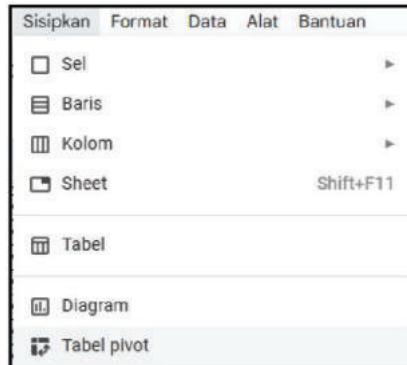 Sisipkan Format Data Alat Bantuan
Sel
Baris
Kolom
Sheet Shift+F11
Tabel
Diagram
Tabel pivot